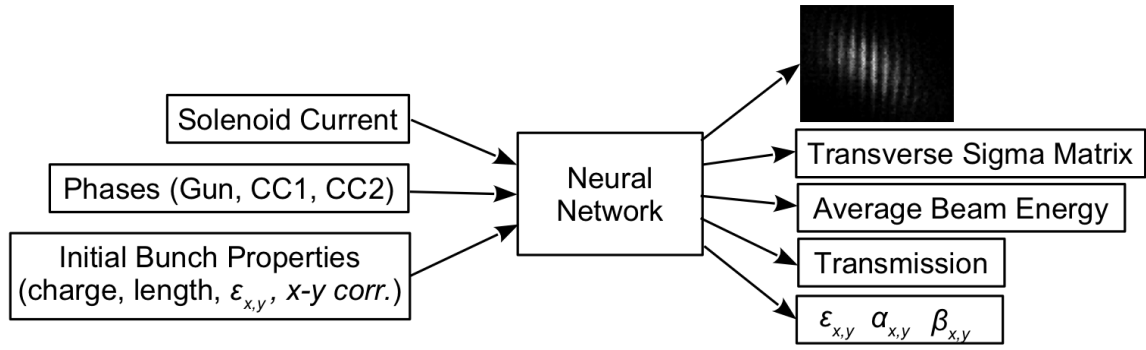 Solenoid Current
Phases (Gun, CC1, CC2)
Initial Bunch Properties
(charge, length, εx,y, x-y corr.)
Neural
Network
Transverse Sigma Matrix
Average Beam Energy
Transmission
εx,y αx,y βx,y